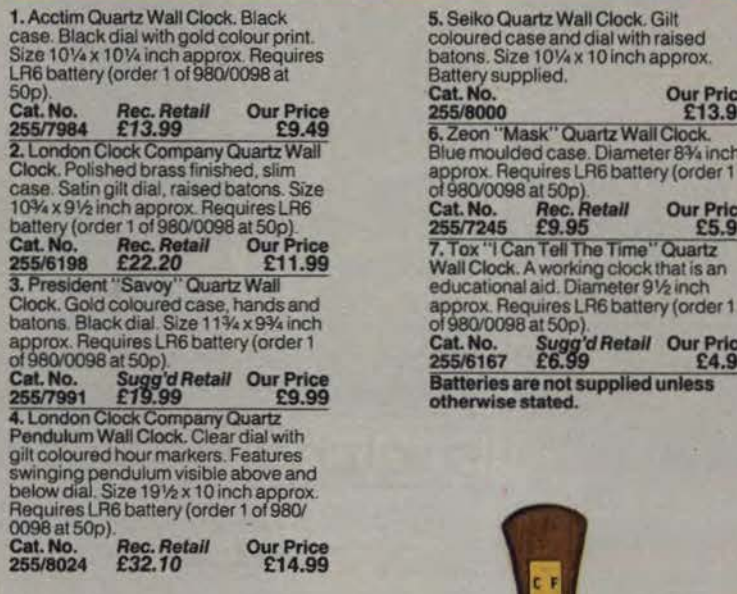 1. Acctim Quartz Wall Clock. Black
case. Black dial with gold colour print.
Size 10¼ x 10¼ inch approx. Requires
LR6 battery (order 1 of 980/0098 at
50p).
Cat. No. Rec. Retail Our Price
255/7984 £13.99 £9.49
2. London Clock Company Quartz Wall
Clock. Polished brass finished, slim
case. Satin gilt dial, raised batons. Size
10¾ x 9½ inch approx. Requires LR6
battery (order 1 of 980/0098 at 50p).
Cat. No. Rec. Retail Our Price
255/6198 £22.20 £11.99
3. President "Savoy" Quartz Wall
Clock. Gold coloured case, hands and
batons. Black dial. Size 11¾ x 9¾ inch
approx. Requires LR6 battery (order 1
of 980/0098 at 50p).
Cat. No. Sugg'd Retail Our Price
255/7991 £19.99 £9.99
4. London Clock Company Quartz
Pendulum Wall Clock. Clear dial with
gilt coloured hour markers. Features
swinging pendulum visible above and
below dial. Size 19½ x 10 inch approx.
Requires LR6 battery (order 1 of 980/
0098 at 50p).
Cat. No. Rec. Retail Our Price
255/8024 £32.10 £14.99
5. Seiko Quartz Wall Clock. Gilt
coloured case and dial with raised
batons. Size 10¼ x 10 inch approx.
Battery supplied.
Cat. No. Our Pric
255/8000 £13.9
6. Zeon "Mask" Quartz Wall Clock.
Blue moulded case. Diameter 8¾ inch
approx. Requires LR6 battery (order 1
of 980/0098 at 50p).
Cat. No. Rec. Retail Our Pric
255/7245 £9.95 £5.9
7. Tox "I Can Tell The Time" Quartz
Wall Clock. A working clock that is an
educational aid. Diameter 9½ inch
approx. Requires LR6 battery (order 1
of 980/0098 at 50p).
Cat. No. Sugg'd Retail Our Pric
255/6167 £6.99 £4.9
Batteries are not supplied unless
otherwise stated.
C F